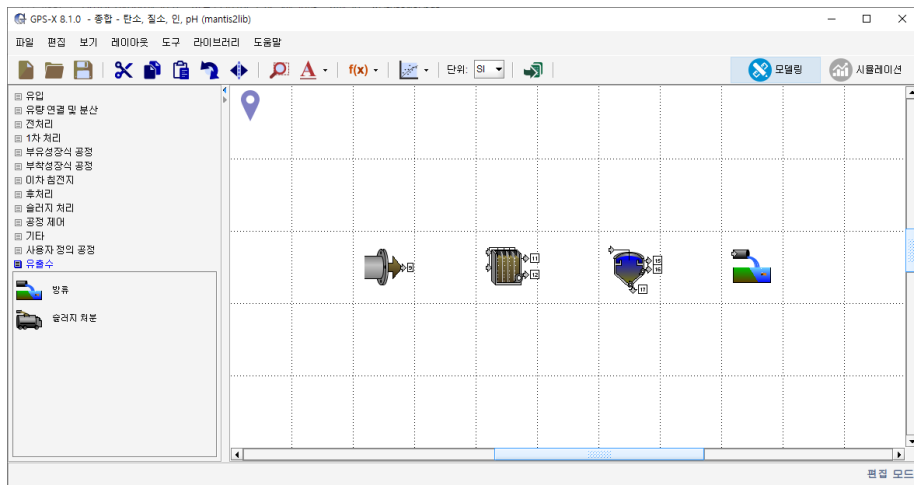 GPS-X 8.1.0 - 종합 - 탄소, 질소, 인, pH (mantis2lib)
파일 편집 보기 레이아웃 도구 라이브러리 도움말
A f(x) 단위: SI 모델링 시뮬레이션
유입
유량 연결 및 분산
전처리
1차 처리
부유성장식 공정
부착성장식 공정
이차 침전지
후처리
슬러지 처리
공정 제어
기타
사용자 정의 공정
유출수
방류
슬러지 처분
9 11 12 15 16 17
편집 모드